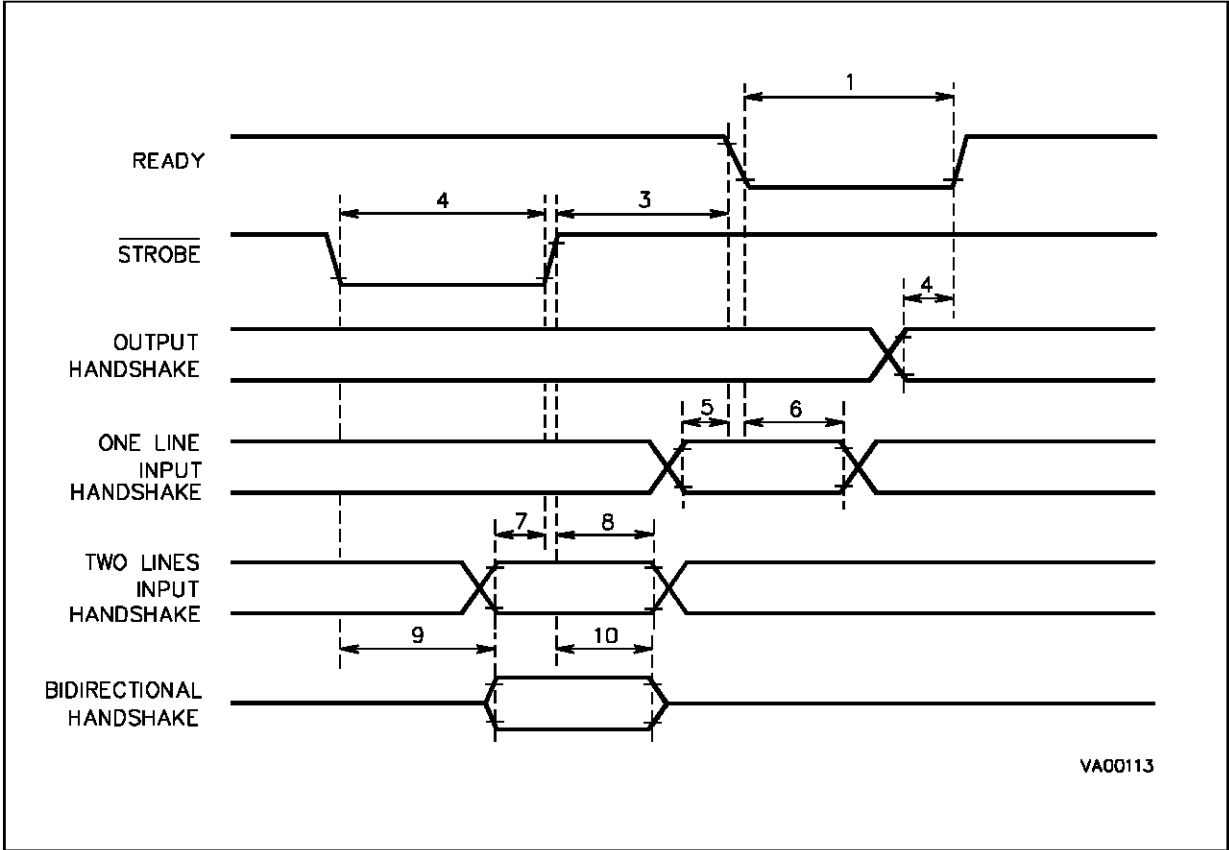 1
READY
4 3
STROBE
4
OUTPUT
HANDSHAKE
5 6
ONE LINE
INPUT
HANDSHAKE
7 8
TWO LINES
INPUT
HANDSHAKE
9 10
BIDIRECTIONAL
HANDSHAKE
VA00113